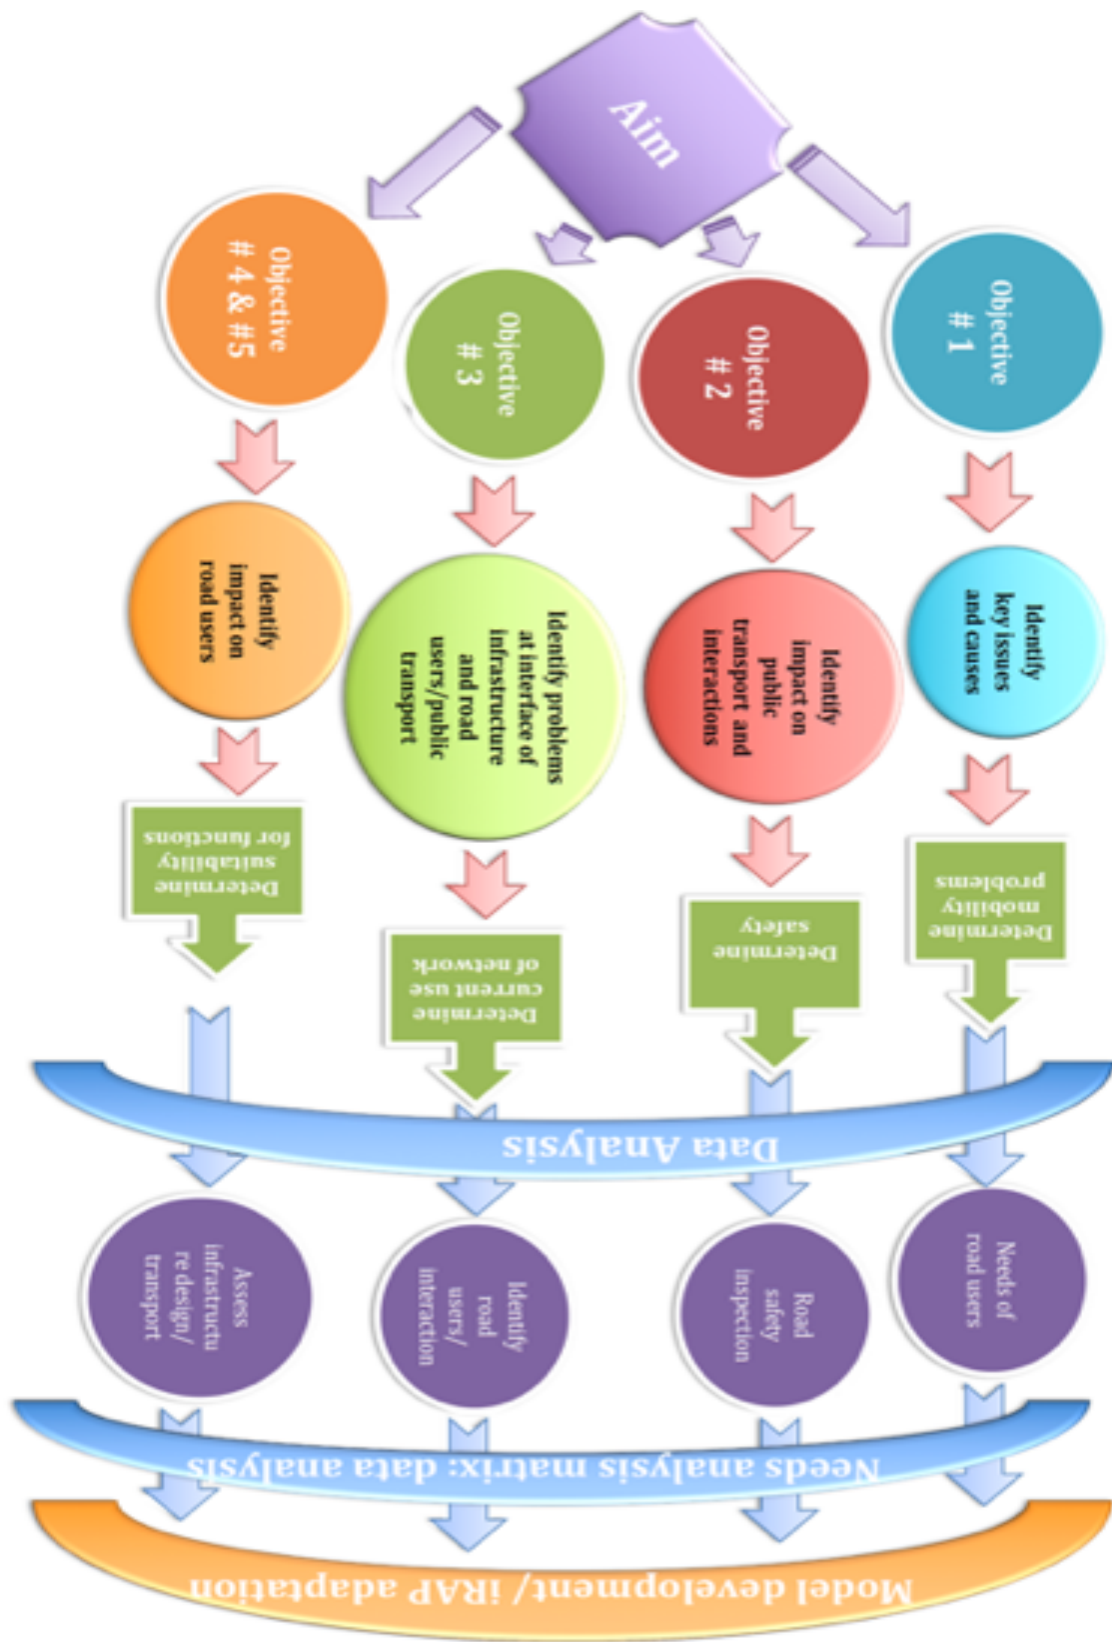 Aim
Objective
# 1
Objective
# 2
Objective
# 3
Objective
# 4 & #5
Identify
key issues
and causes
Identify
impact on
public
transport and
interactions
Identify problems
at interface of
infrastructure
and road
users/public
transport
Identify
impact on
road users
Determine
mobility
problems
Determine
safety
Determine
current use
of network
Determine
suitability
for functions
Data Analysis
Needs of
road users
Road
safety
inspection
Identify
road
users/
interaction
Assess
infrastructu
re design/
transport
Needs analysis matrix: data analysis
Model development/ iRAP adaptation